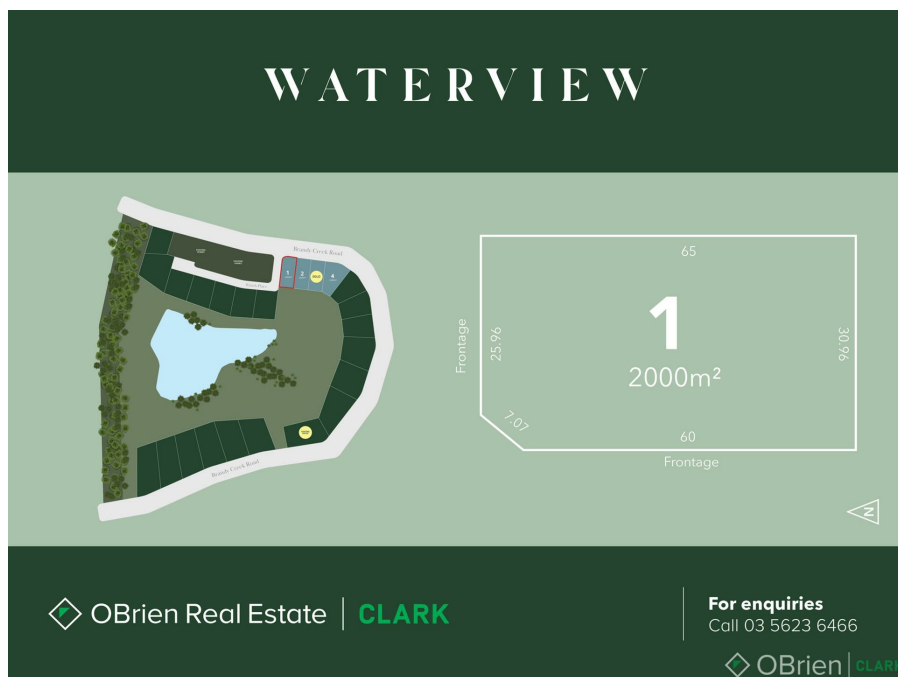 WATERVIEW
Brandy Creek Road
1
2
SOLD
4
Brandy Creek Road
65
Frontage
25.96
1
2000m²
30.96
7.07
60
Frontage
N
OBrien Real Estate | CLARK
For enquiries
Call 03 5623 6466
OBrien | CLARK